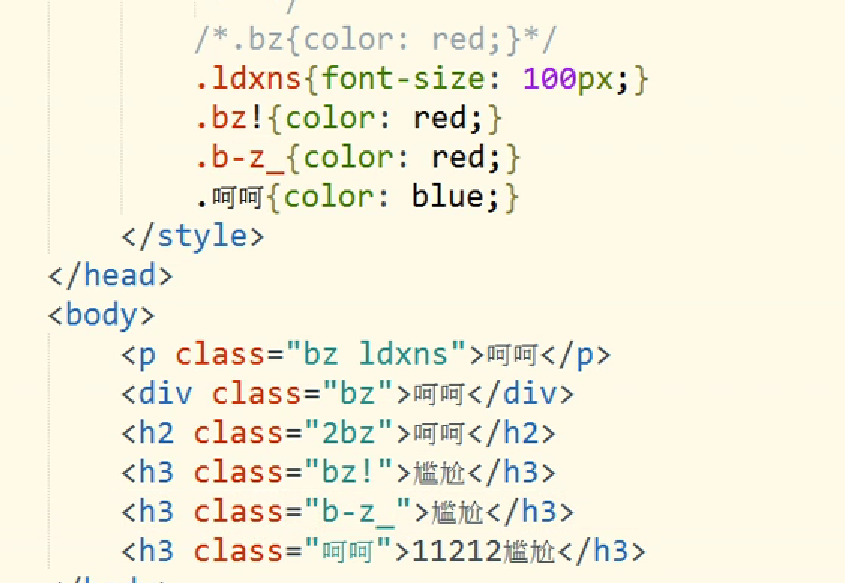 /*.bz{color: red;}*/
.ldxns{font-size: 100px;}
.bz!{color: red;}
.b-z_{color: red;}
.呵呵{color: blue;}
</style>
</head>
<body>
<p class="bz ldxns">呵呵</p>
<div class="bz">呵呵</div>
<h2 class="2bz">呵呵</h2>
<h3 class="bz!">尴尬</h3>
<h3 class="b-z_">尴尬</h3>
<h3 class="呵呵">11212尴尬</h3>